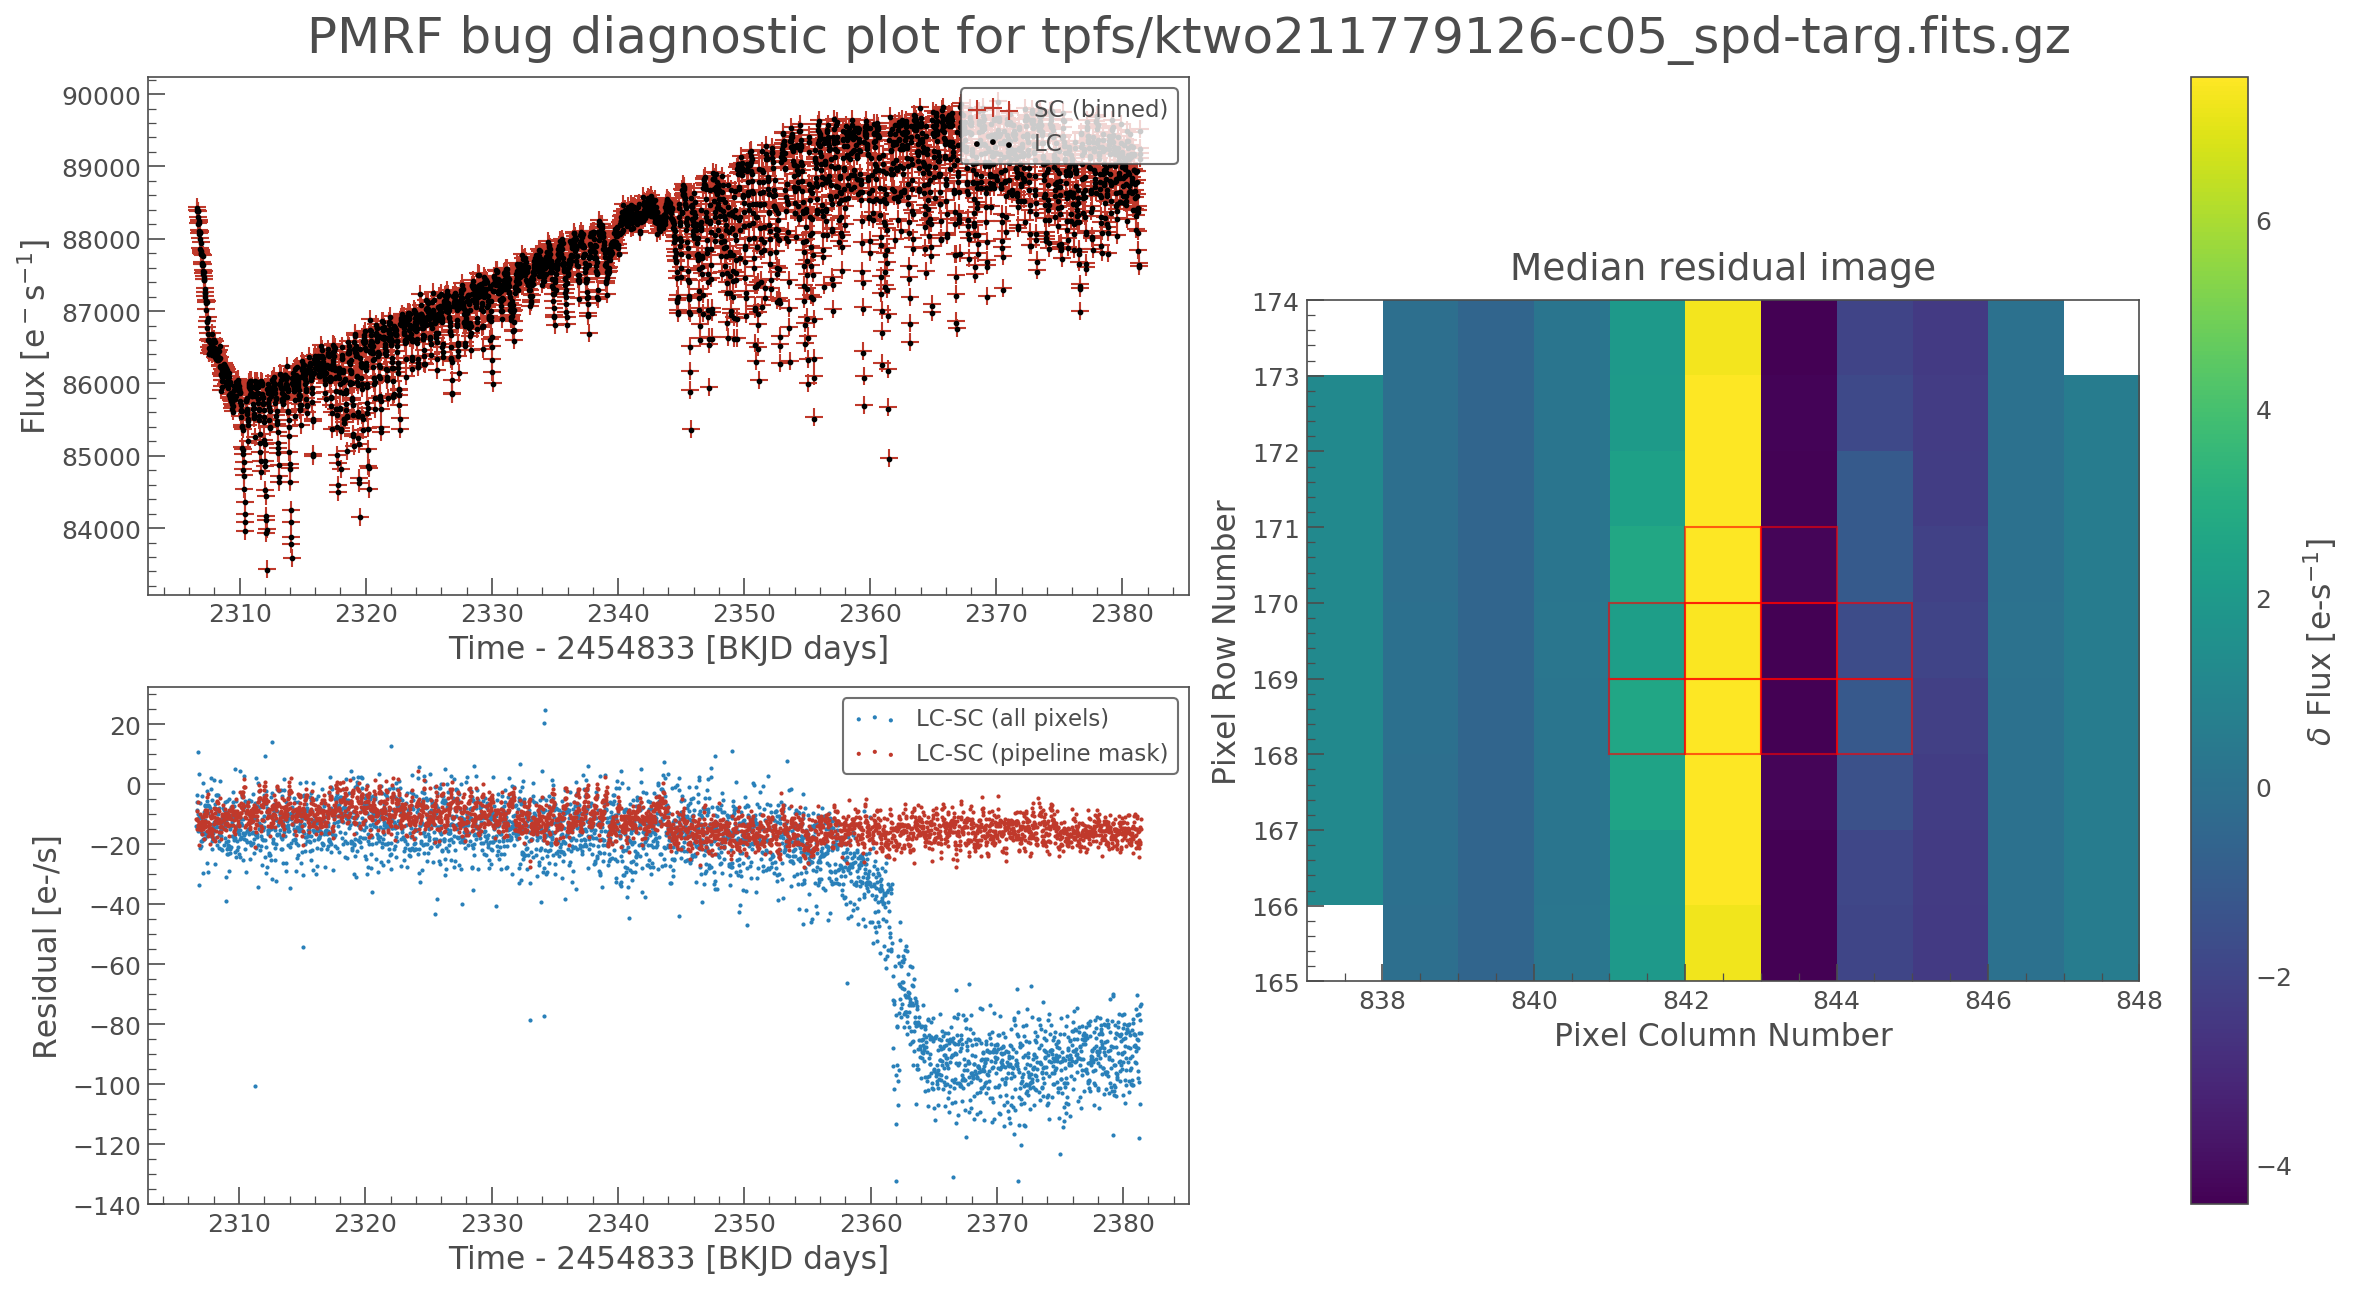 PMRF bug diagnostic plot for tpfs/ktwo211779126-c05_spd-targ.fits.gz
90000
89000
88000
87000
86000
85000
84000
Flux [e⁻ s⁻¹]
SC (binned)
LC
2310 2320 2330 2340 2350 2360 2370 2380
Time - 2454833 [BKJD days]
20
0
−20
−40
−60
−80
−100
−120
−140
Residual [e-/s]
LC-SC (all pixels)
LC-SC (pipeline mask)
2310 2320 2330 2340 2350 2360 2370 2380
Time - 2454833 [BKJD days]
Median residual image
174
173
172
171
170
169
168
167
166
165
Pixel Row Number
838 840 842 844 846 848
Pixel Column Number
6
4
2
0
−2
−4
δ Flux [e-s⁻¹]